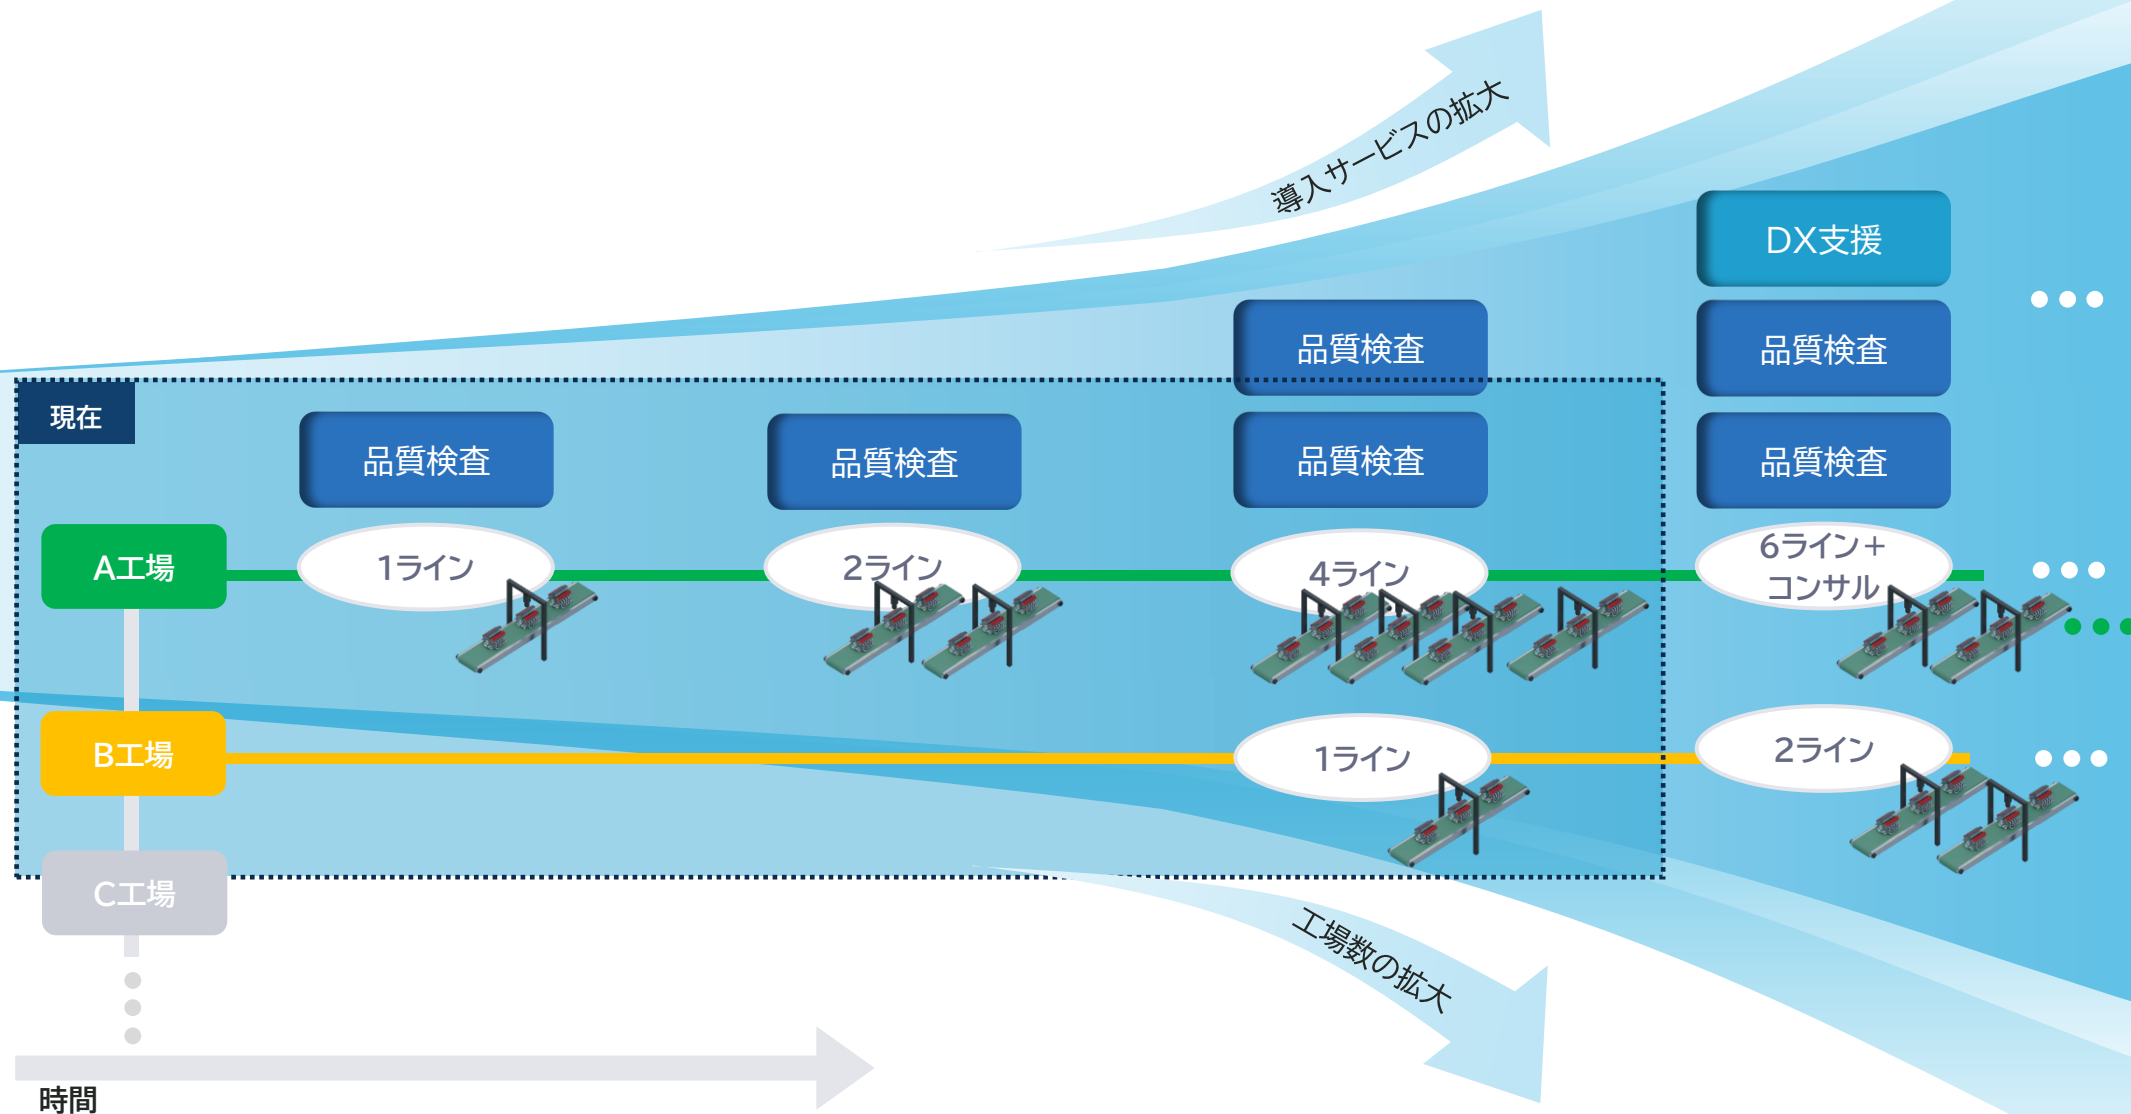 導入サービスの拡大
DX支援
品質検査
品質検査
現在
品質検査
品質検査
品質検査
品質検査
A工場
1ライン
2ライン
4ライン
6ライン＋
コンサル
B工場
1ライン
2ライン
C工場
工場数の拡大
時間